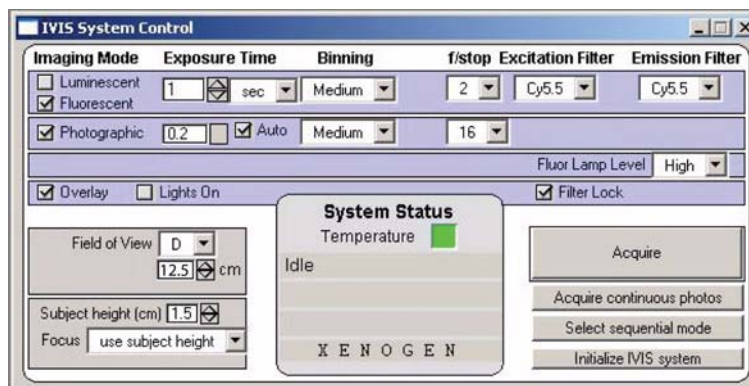 IVIS System Control
Imaging Mode Exposure Time Binning f/stop Excitation Filter Emission Filter
Luminescent
Fluorescent 1 sec Medium 2 Cy5.5 Cy5.5
Photographic 0.2 Auto Medium 16
Fluor Lamp Level High
Overlay Lights On Filter Lock
System Status
Temperature
Idle
XENOGEN
Field of View D
12.5 cm
Subject height (cm) 1.5
Focus use subject height
Acquire
Acquire continuous photos
Select sequential mode
Initialize IVIS system